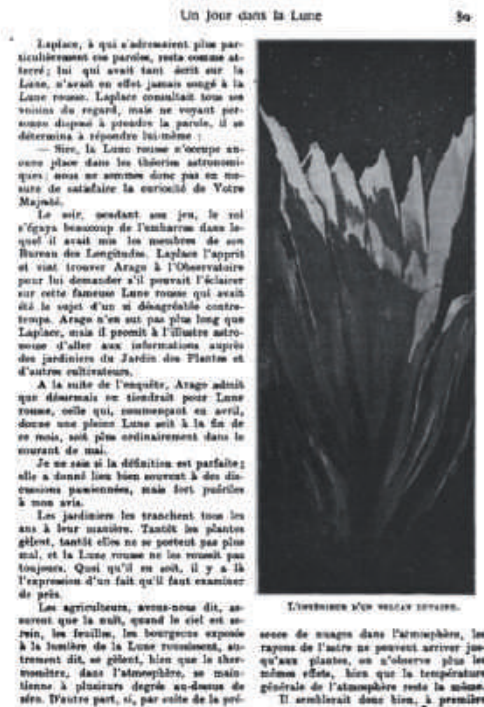 Un Jour dans la Lune
Laplace, à qui s'adressaient plus par-
ticulièrement ces paroles, resta comme at-
terré; lui qui avait tant écrit sur la
Lune, n'avait en effet jamais songé à la
Lune rousse. Laplace consultait tous ses
voisins du regard, mais ne voyant per-
sonne disposé à prendre la parole, il se
détermina à répondre lui-même :
— Sire, la Lune rousse n'occupe au-
cune place dans les théories astronomi-
ques; nous ne sommes donc pas en me-
sure de satisfaire la curiosité de Votre
Majesté.
Le soir, pendant son jeu, le roi
s'égaya beaucoup de l'embarras dans le-
quel il avait mis les membres de son
Bureau des Longitudes. Laplace l'apprit
et vint trouver Arago à l'Observatoire
pour lui demander s'il pouvait l'éclairer
sur cette fameuse Lune rousse qui avait
été le sujet d'un si désagréable contre-
temps. Arago n'en sut pas plus long que
Laplace, mais il promit à l'illustre astro-
nome d'aller aux informations auprès
des jardiniers du Jardin des Plantes et
d'autres cultivateurs.
A la suite de l'enquête, Arago admit
que désormais on tiendrait pour Lune
rousse, celle qui, commençant en avril,
donne une pleine Lune soit à la fin de
ce mois, soit plus ordinairement dans le
courant de mai.
Je ne sais si la définition est parfaite;
elle a donné lieu bien souvent à des dis-
cussions passionnées, mais fort puériles
à mon avis.
Les jardiniers les tranchent tous les
ans à leur manière. Tantôt les plantes
gèlent, tantôt elles ne se portent pas plus
mal, et la Lune rousse ne les roussit pas
toujours. Quoi qu'il en soit, il y a là
l'expression d'un fait qu'il faut examiner
de près.
Les agriculteurs, avons-nous dit, as-
surent que la nuit, quand le ciel est se-
rein, les feuilles, les bourgeons exposés
à la lumière de la Lune roussissent, au-
trement dit, se gèlent, bien que le ther-
momètre, dans l'atmosphère, se main-
tienne à plusieurs degrés au-dessus de
zéro. D'autre part, si, par suite de la pré-
L'INTÉRIEUR D'UN VOLCAN LUNAIRE.
sence de nuages dans l'atmosphère, les
rayons de l'astre ne peuvent arriver jus-
qu'aux plantes, on n'observe plus les
mêmes effets, bien que la température
générale de l'atmosphère reste la même.
Il semblerait donc bien, à première